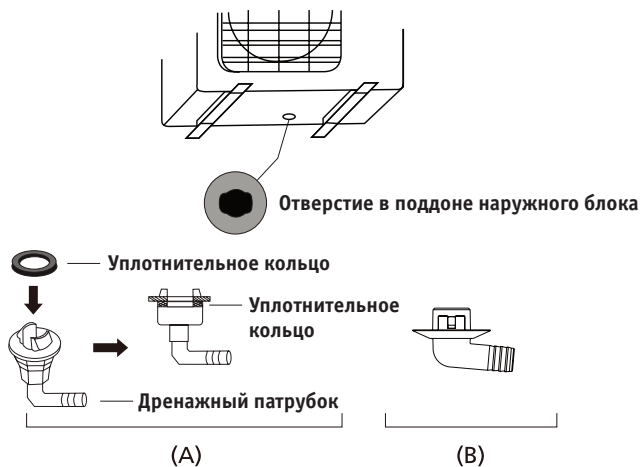 Отверстие в поддоне наружного блока
Уплотнительное кольцо
Уплотнительное
кольцо
Дренажный патрубок
(A)
(B)